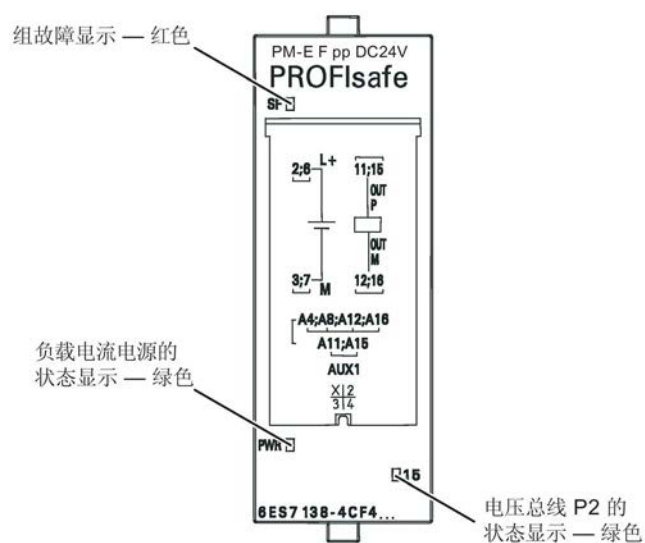 组故障显示 — 红色
PM-E F pp DC24V
PROFIsafe
SF
2;6 L+ 11;15
OUT
P
OUT
M
3;7 M 12;16
A4;A8;A12;A16
A11;A15
AUX1
X 2
3 4
负载电流电源的
状态显示 — 绿色
PWR
15
6ES7 138-4CF4...
电压总线 P2 的
状态显示 — 绿色